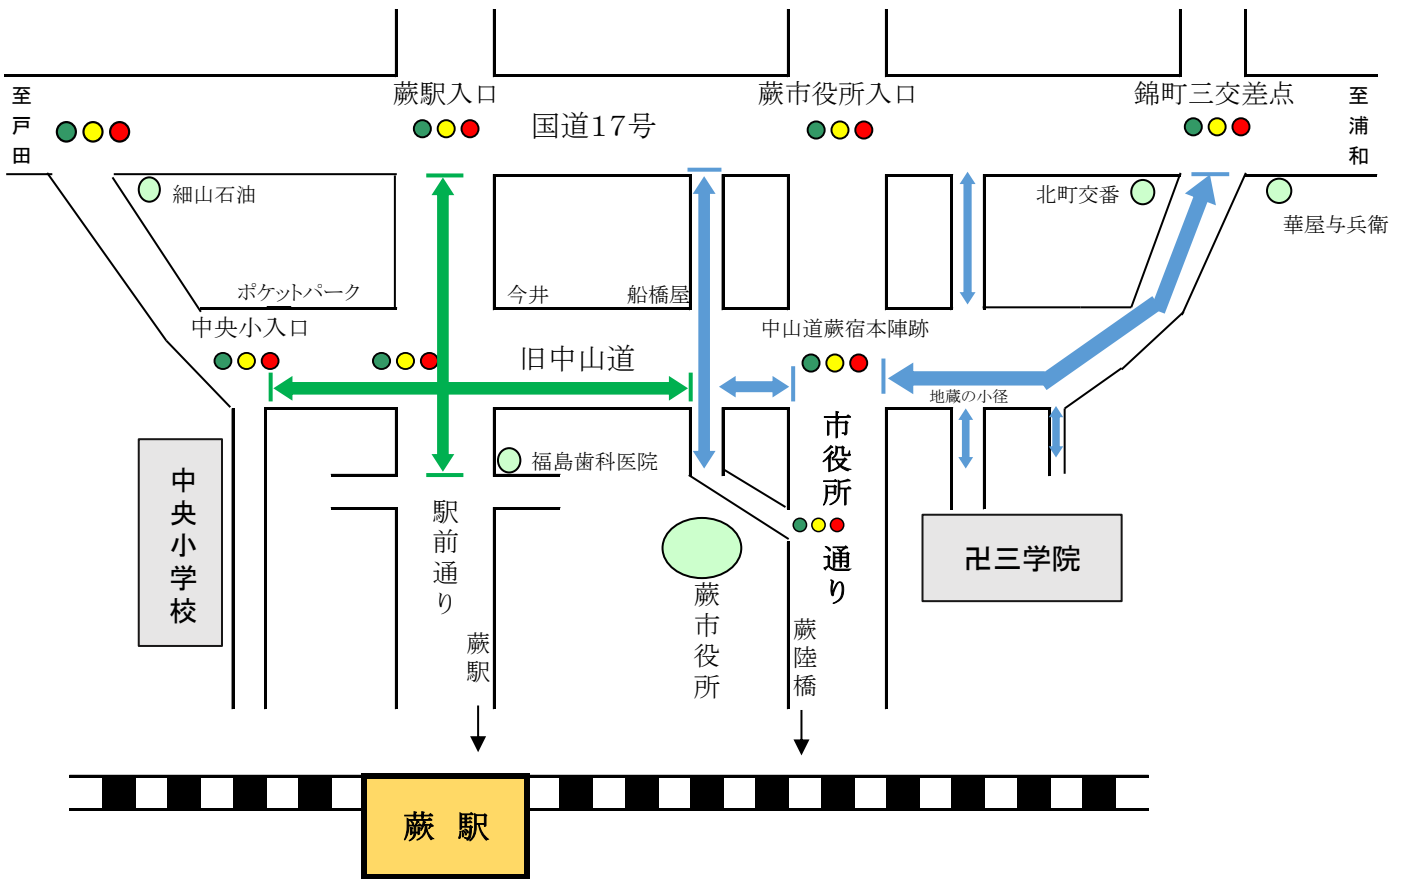 至戸田
蕨駅入口
国道17号
蕨市役所入口
錦町三交差点
至浦和
細山石油
北町交番
華屋与兵衛
ポケットパーク
今井
船橋屋
中央小入口
旧中山道
中山道蕨宿本陣跡
地蔵の小径
市役所通り
福島歯科医院
中央小学校
駅前通り
卍三学院
蕨市役所
蕨駅
蕨陸橋
蕨 駅